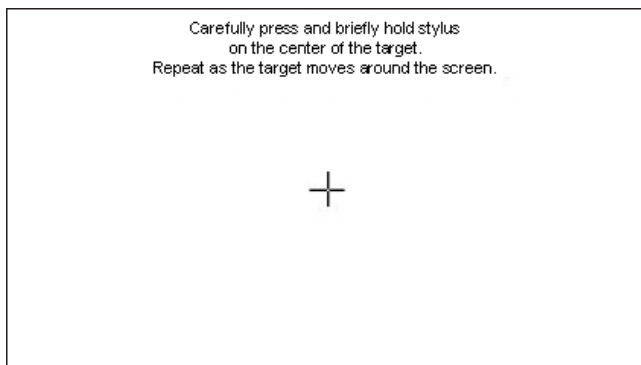 Carefully press and briefly hold stylus
on the center of the target.
Repeat as the target moves around the screen.